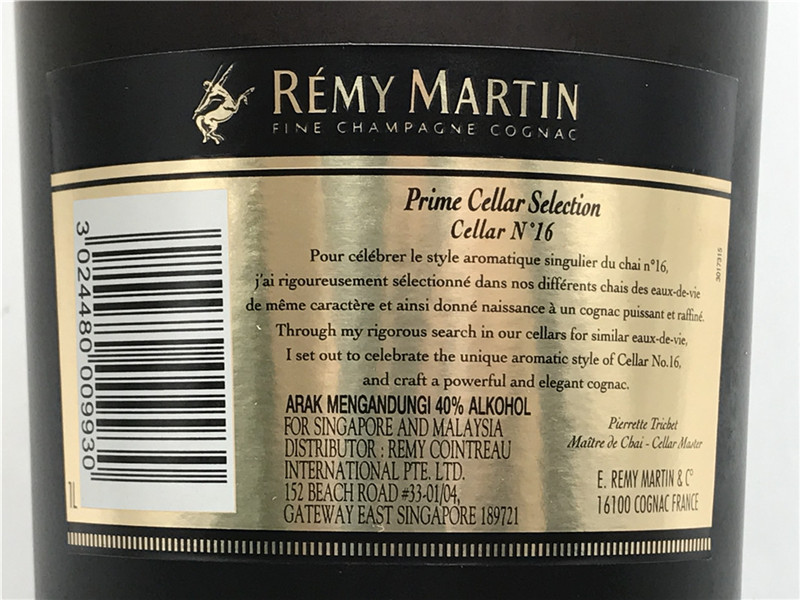 RÉMY MARTIN
FINE CHAMPAGNE COGNAC
Prime Cellar Selection
Cellar N°16
Pour célébrer le style aromatique singulier du chai n°16,
j'ai rigoureusement sélectionné dans nos différents chais des eaux-de-vie
de même caractère et ainsi donné naissance à un cognac puissant et raffiné.
Through my rigorous search in our cellars for similar eaux-de-vie,
I set out to celebrate the unique aromatic style of Cellar No.16,
and craft a powerful and elegant cognac.
ARAK MENGANDUNGI 40% ALKOHOL
FOR SINGAPORE AND MALAYSIA
DISTRIBUTOR : REMY COINTREAU
INTERNATIONAL PTE. LTD.
152 BEACH ROAD #33-01/04,
GATEWAY EAST SINGAPORE 189721
Pierrette Trichet
Maître de Chai - Cellar Master
E. REMY MARTIN & C°
16100 COGNAC FRANCE
3 024480 009930
1L
3017315